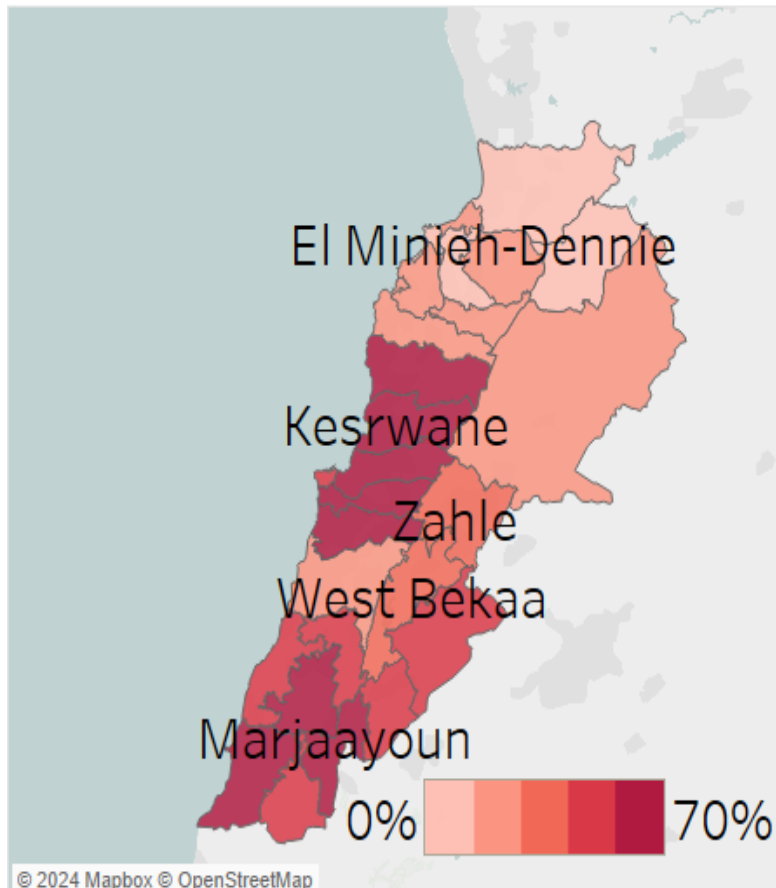 El Minieh-Dennie
Kesrwane
Zahle
West Bekaa
Marjaayoun
0% 70%
© 2024 Mapbox © OpenStreetMap